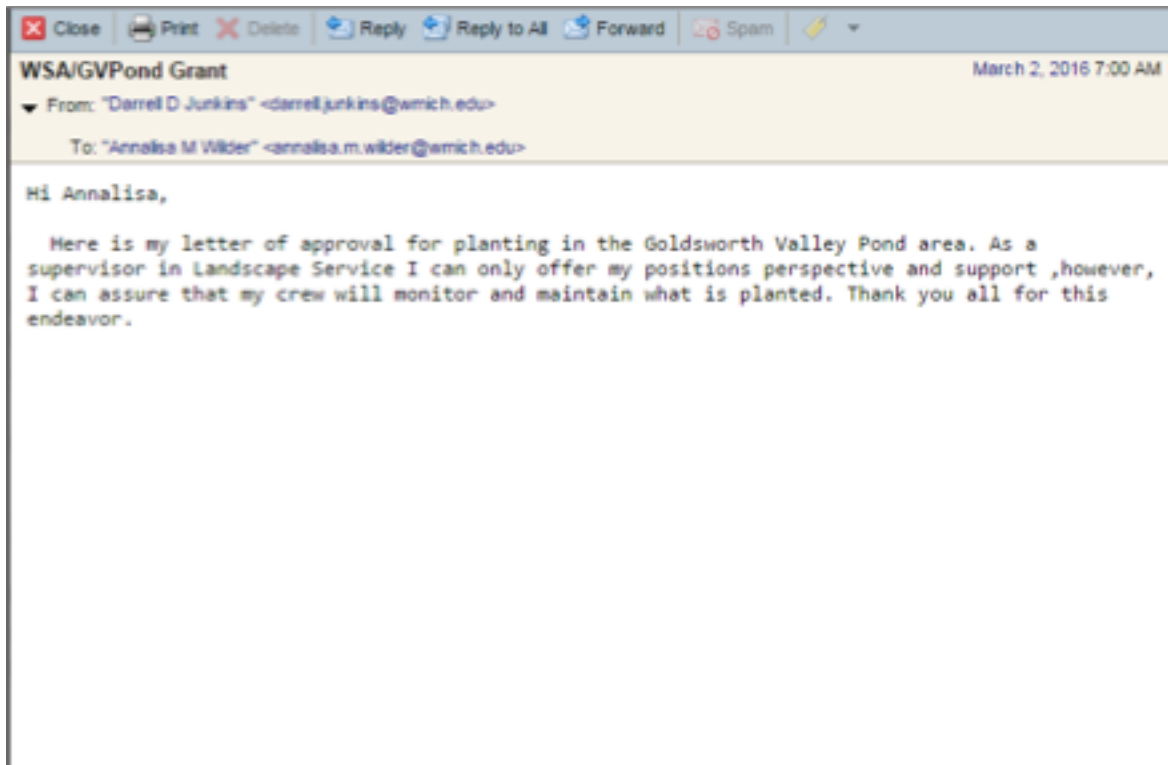 Close Print Delete Reply Reply to All Forward Spam
WSA/GVPond Grant March 2, 2016 7:00 AM
From: "Darrell D Junkins" <darrell.junkins@wmich.edu>
To: "Annalisa M Wilder" <annalisa.m.wilder@wmich.edu>
Hi Annalisa,
Here is my letter of approval for planting in the Goldsworth Valley Pond area. As a
supervisor in Landscape Service I can only offer my positions perspective and support ,however,
I can assure that my crew will monitor and maintain what is planted. Thank you all for this
endeavor.